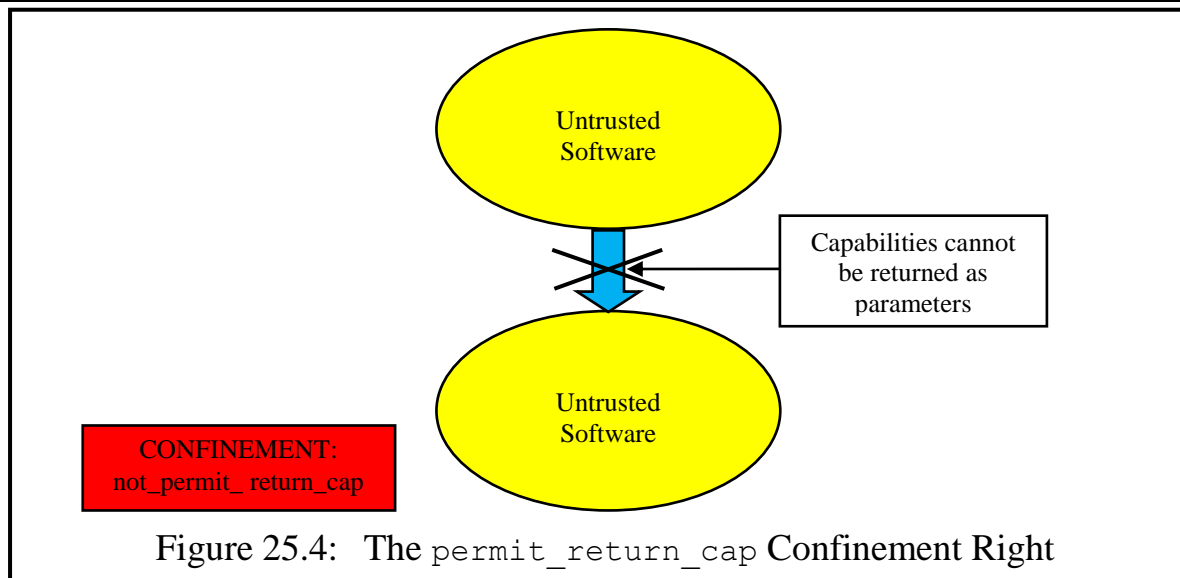 Untrusted
Software
Capabilities cannot
be returned as
parameters
Untrusted
Software
CONFINEMENT:
not_permit_ return_cap
Figure 25.4: The permit_return_cap Confinement Right